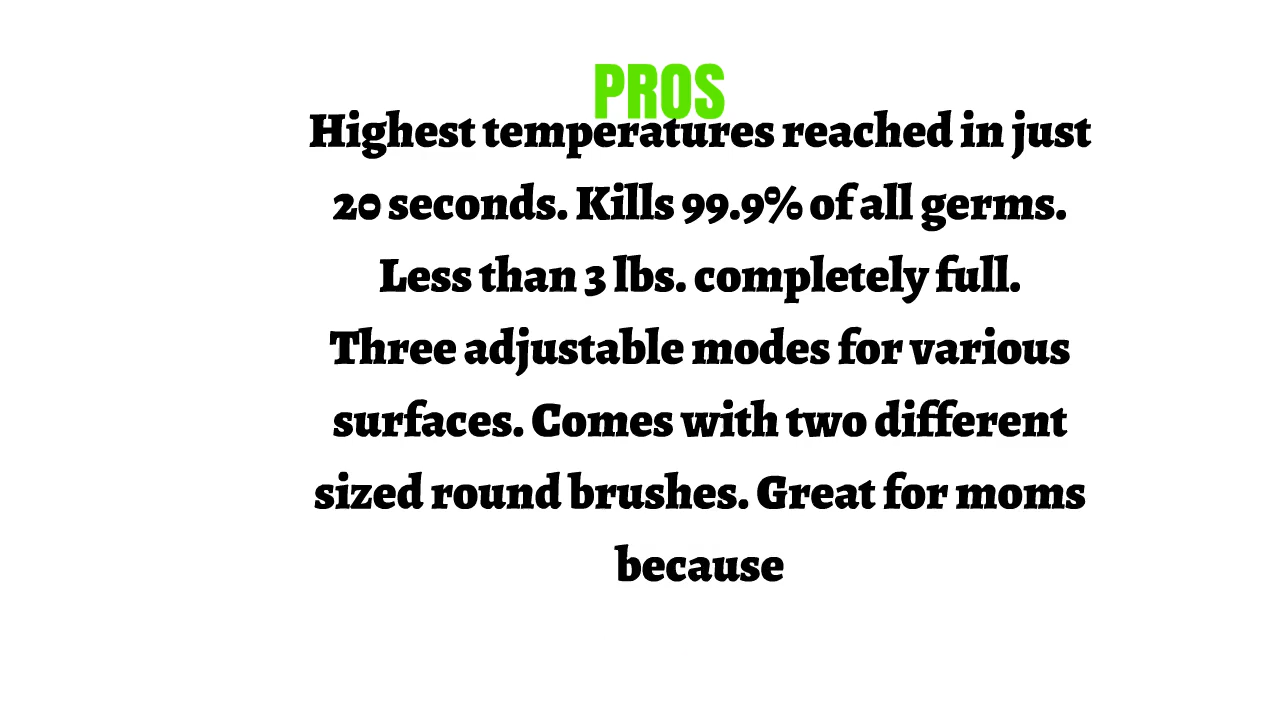 PROS
Highest temperatures reached in just
20 seconds. Kills 99.9% of all germs.
Less than 3 lbs. completely full.
Three adjustable modes for various
surfaces. Comes with two different
sized round brushes. Great for moms
because